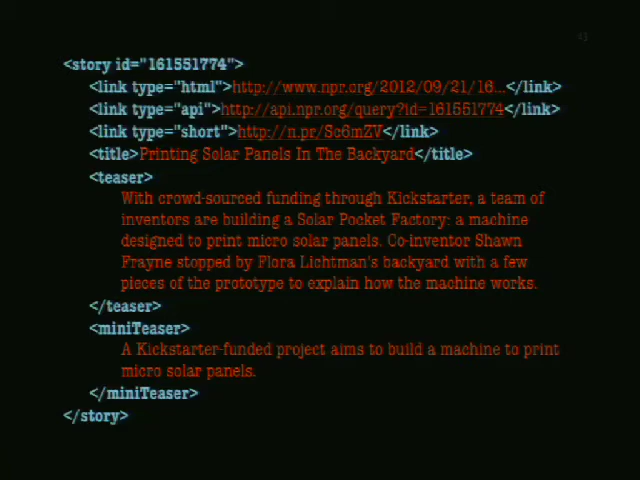 43
<story id="161551774">
<link type="html">http://www.npr.org/2012/09/21/16...</link>
<link type="api">http://api.npr.org/query?id=161551774</link>
<link type="short">http://n.pr/Sc6mZV</link>
<title>Printing Solar Panels In The Backyard</title>
<teaser>
With crowd-sourced funding through Kickstarter, a team of
inventors are building a Solar Pocket Factory: a machine
designed to print micro solar panels. Co-inventor Shawn
Frayne stopped by Flora Lichtman's backyard with a few
pieces of the prototype to explain how the machine works.
</teaser>
<miniTeaser>
A Kickstarter-funded project aims to build a machine to print
micro solar panels.
</miniTeaser>
</story>